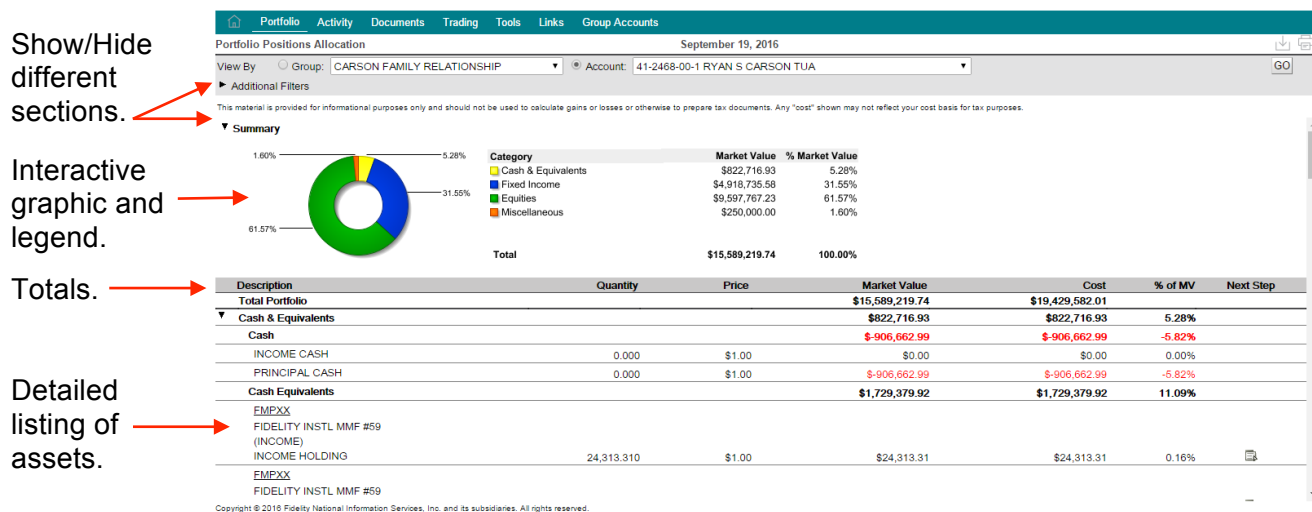 Show/Hide
different
sections.
Interactive
graphic and
legend.
Totals.
Detailed
listing of
assets.
Portfolio Activity Documents Trading Tools Links Group Accounts
Portfolio Positions Allocation September 19, 2016
View By Group: CARSON FAMILY RELATIONSHIP Account: 41-2468-00-1 RYAN S CARSON TUA GO
Additional Filters
This material is provided for informational purposes only and should not be used to calculate gains or losses or otherwise to prepare tax documents. Any "cost" shown may not reflect your cost basis for tax purposes.
Summary
1.60% 5.28%
31.55%
61.57%
Category Market Value % Market Value
Cash & Equivalents $822,716.93 5.28%
Fixed Income $4,918,735.58 31.55%
Equities $9,597,767.23 61.57%
Miscellaneous $250,000.00 1.60%
Total $15,589,219.74 100.00%
Description Quantity Price Market Value Cost % of MV Next Step
Total Portfolio $15,589,219.74 $19,429,582.01
Cash & Equivalents $822,716.93 $822,716.93 5.28%
Cash $-906,662.99 $-906,662.99 -5.82%
INCOME CASH 0.000 $1.00 $0.00 $0.00 0.00%
PRINCIPAL CASH 0.000 $1.00 $-906,662.99 $-906,662.99 -5.82%
Cash Equivalents $1,729,379.92 $1,729,379.92 11.09%
FMPXX
FIDELITY INSTL MMF #59
(INCOME)
INCOME HOLDING 24,313.310 $1.00 $24,313.31 $24,313.31 0.16%
FMPXX
FIDELITY INSTL MMF #59
Copyright © 2016 Fidelity National Information Services, Inc. and its subsidiaries. All rights reserved.